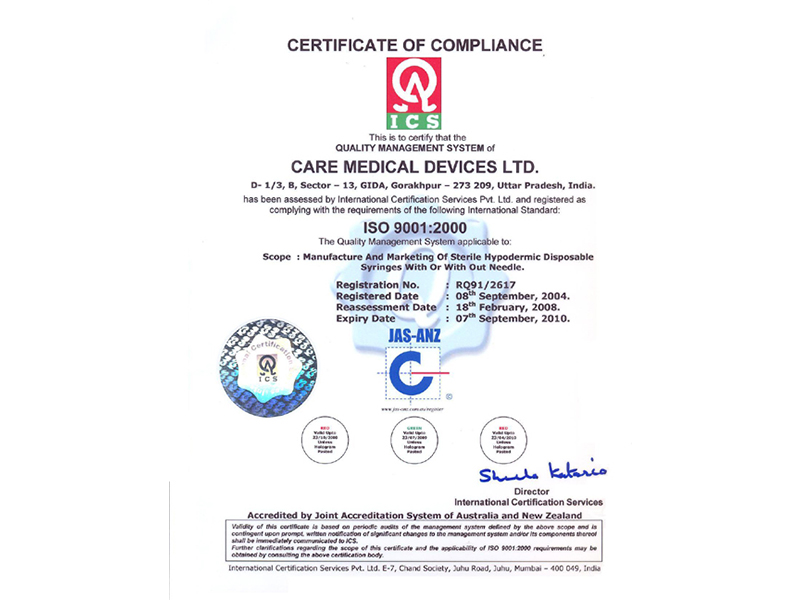 CERTIFICATE OF COMPLIANCE
ICS
This is to certify that the
QUALITY MANAGEMENT SYSTEM of
CARE MEDICAL DEVICES LTD.
D- 1/3, B, Sector – 13, GIDA, Gorakhpur – 273 209, Uttar Pradesh, India.
has been assessed by International Certification Services Pvt. Ltd. and registered as
complying with the requirements of the following International Standard:
ISO 9001:2000
The Quality Management System applicable to:
Scope : Manufacture And Marketing Of Sterile Hypodermic Disposable
Syringes With Or With Out Needle.
Registration No. : RQ91/2617
Registered Date : 08th September, 2004.
Reassessment Date : 18th February, 2008.
Expiry Date : 07th September, 2010.
JAS-ANZ
©
www.jas-anz.com.au/register
Certification
ICS
RED
Valid Upto
22/10/2008
Unless
Hologram
Pasted
GREEN
Valid Upto
22/07/2009
Unless
Hologram
Pasted
RED
Valid Upto
22/04/2010
Unless
Hologram
Pasted
Sheila Kataria
Director
International Certification Services
Accredited by Joint Accreditation System of Australia and New Zealand
Validity of this certificate is based on periodic audits of the management system defined by the above scope and is
contingent upon prompt, written notification of significant changes to the management system and/or its components thereof
shall be immediately communicated to ICS.
Further clarifications regarding the scope of this certificate and the applicability of ISO 9001:2000 requirements may be
obtained by consulting the above certification body.
International Certification Services Pvt. Ltd. E-7, Chand Society, Juhu Road, Juhu, Mumbai – 400 049, India